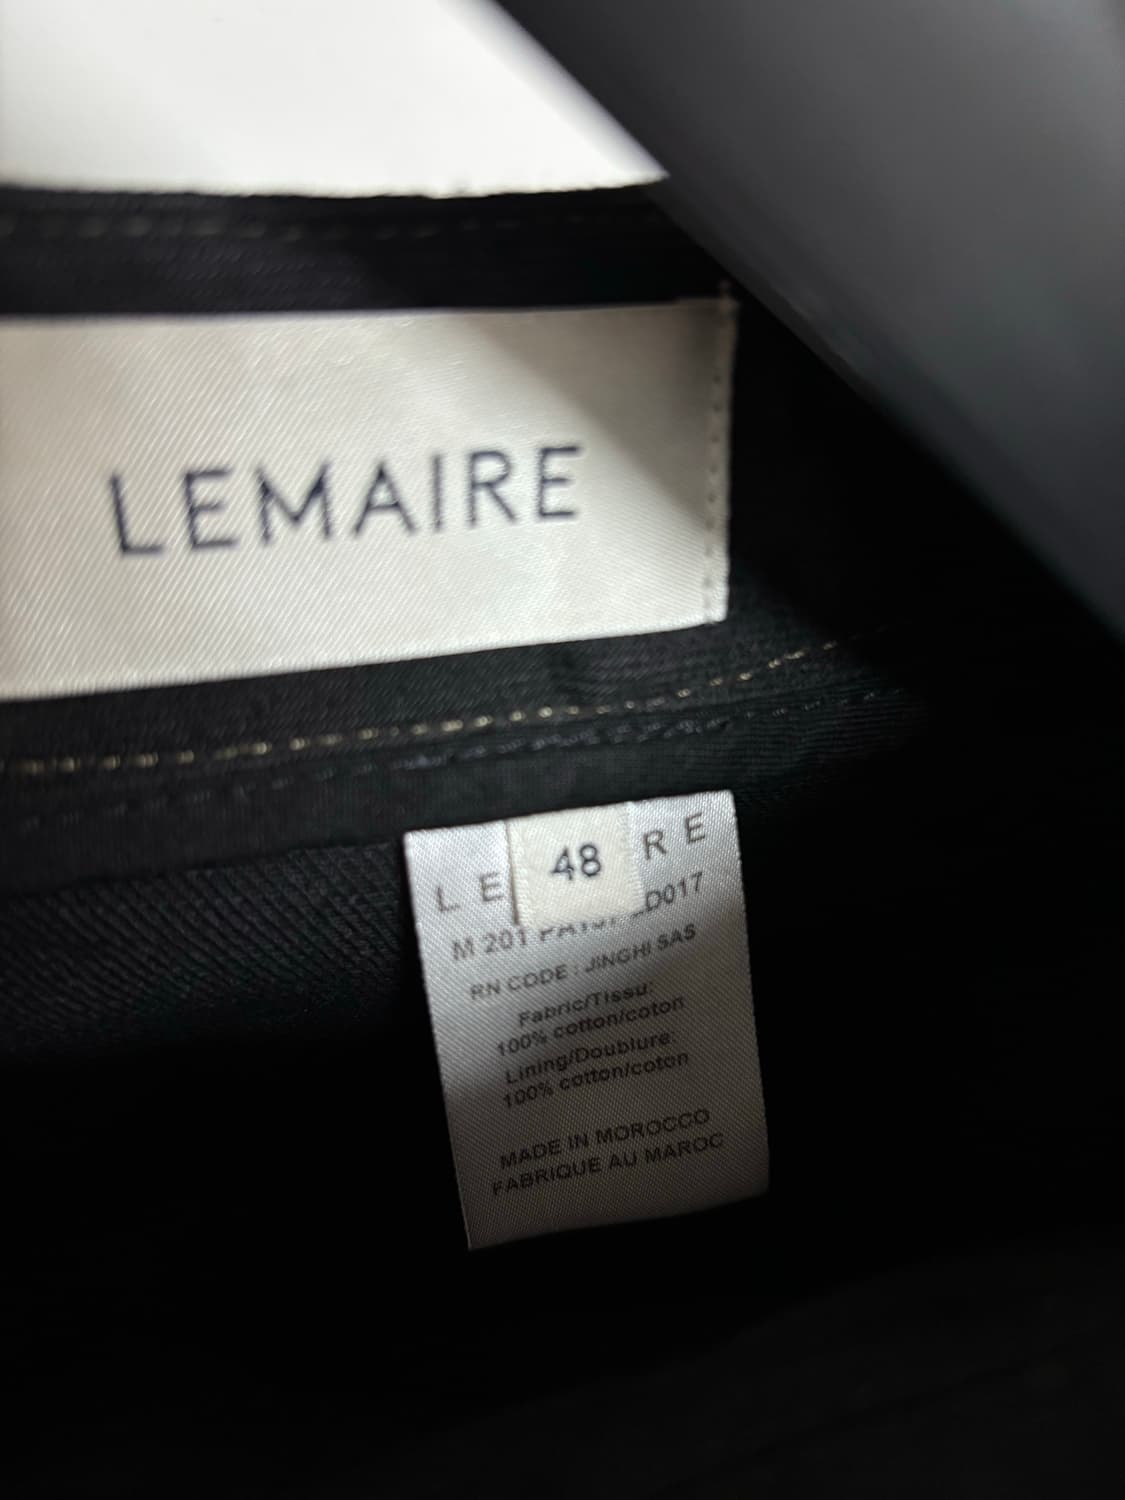 LEMAIRE
48
L E R E
M 201 LD017
RN CODE : JINGHI SAS
Fabric/Tissu:
100% cotton/coton
Lining/Doublure:
100% cotton/coton
MADE IN MOROCCO
FABRIQUE AU MAROC